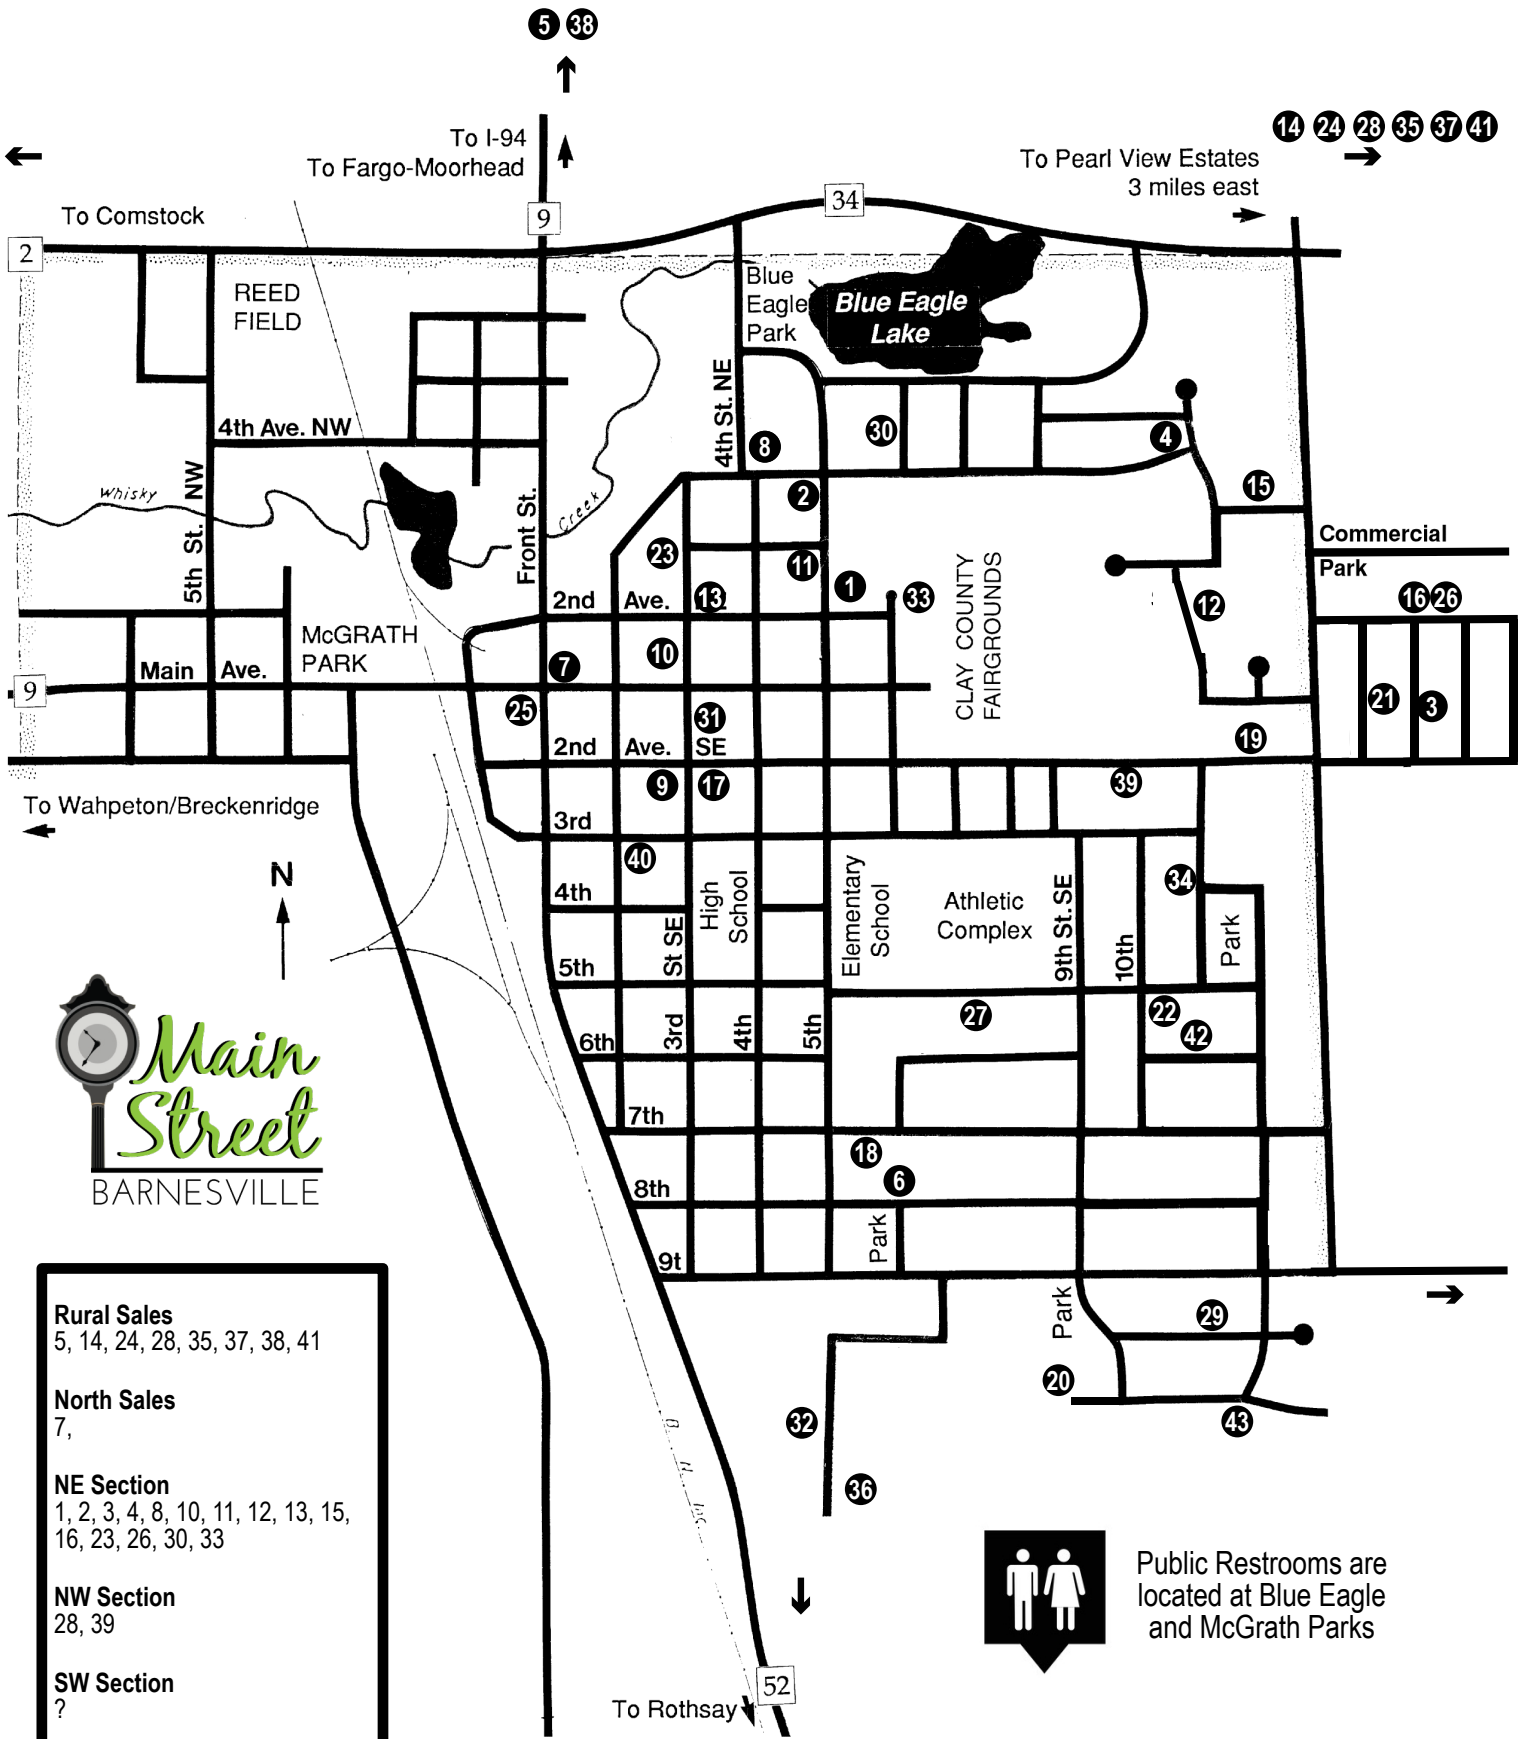 5 38
14 24 28 35 37 41
To I-94
To Fargo-Moorhead
To Pearl View Estates
3 miles east
To Comstock
34
9
2
REED
FIELD
Blue
Eagle
Park
Blue Eagle
Lake
4th St. NE
4th Ave. NW
30
4
8
5th St. NW
Whisky
Front St.
Creek
2
15
Commercial
Park
23
11
CLAY COUNTY
FAIRGROUNDS
1
33
12
16 26
2nd Ave.
13
McGRATH
PARK
7
10
Main Ave.
9
25
31
21
3
2nd Ave. SE
19
9
17
39
To Wahpeton/Breckenridge
3rd
40
N
4th
High
School
Elementary
School
Athletic
Complex
9th St. SE
10th
34
Park
St SE
5th
27
22
42
6th
3rd
4th
5th
7th
Main
Street
BARNESVILLE
18
6
8th
Park
9t
Park
29
20
43
32
36
B. N. Inc.
Rural Sales
5, 14, 24, 28, 35, 37, 38, 41
North Sales
7,
NE Section
1, 2, 3, 4, 8, 10, 11, 12, 13, 15,
16, 23, 26, 30, 33
NW Section
28, 39
SW Section
?
Public Restrooms are
located at Blue Eagle
and McGrath Parks
52
To Rothsay